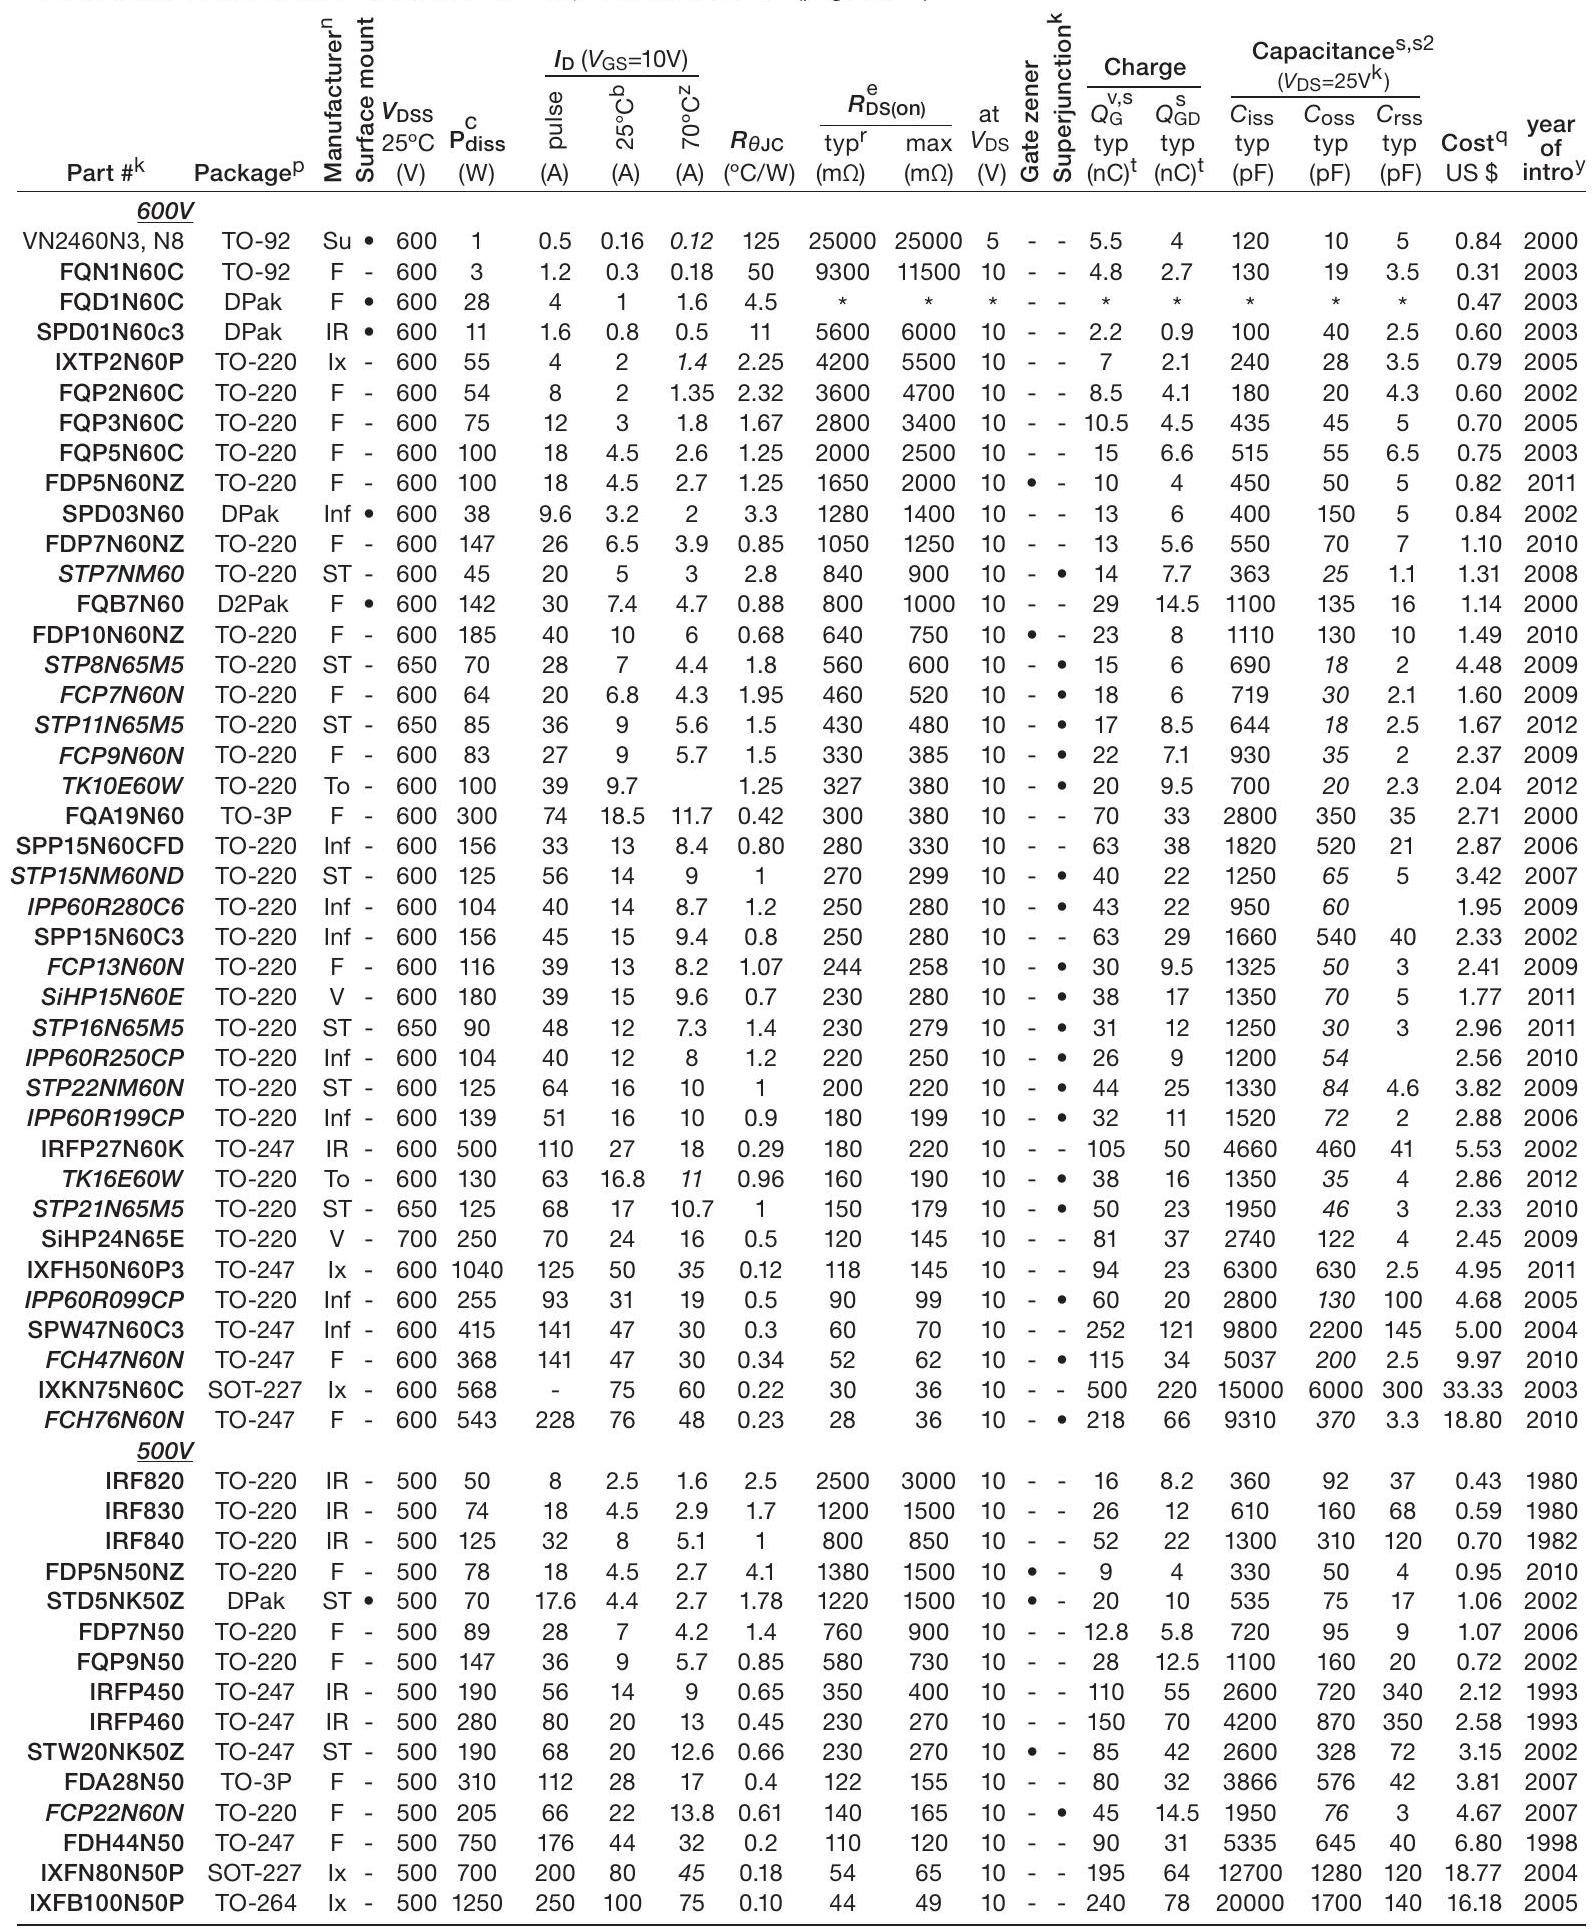 I_D (V_GS=10V)
Charge
Capacitance^s,s2
(V_DS=25V^k)
Part #^k Package^p Manufacturer^n Surface mount V_DSS 25°C (V) P_diss^c (W) pulse (A) 25°C^b (A) 70°C^z (A) R_θJC (°C/W) R_DS(on)^e typ^r (mΩ) max (mΩ) at V_DS (V) Gate zener Superjunction^k Q_G^v,s typ (nC)^t Q_GD^s typ (nC)^t C_iss typ (pF) C_oss typ (pF) C_rss typ (pF) Cost^q US $ year of intro^y
600V
VN2460N3, N8 TO-92 Su • 600 1 0.5 0.16 0.12 125 25000 25000 5 - - 5.5 4 120 10 5 0.84 2000
FQN1N60C TO-92 F - 600 3 1.2 0.3 0.18 50 9300 11500 10 - - 4.8 2.7 130 19 3.5 0.31 2003
FQD1N60C DPak F • 600 28 4 1 1.6 4.5 * * * - - * * * * * 0.47 2003
SPD01N60c3 DPak IR • 600 11 1.6 0.8 0.5 11 5600 6000 10 - - 2.2 0.9 100 40 2.5 0.60 2003
IXTP2N60P TO-220 Ix - 600 55 4 2 1.4 2.25 4200 5500 10 - - 7 2.1 240 28 3.5 0.79 2005
FQP2N60C TO-220 F - 600 54 8 2 1.35 2.32 3600 4700 10 - - 8.5 4.1 180 20 4.3 0.60 2002
FQP3N60C TO-220 F - 600 75 12 3 1.8 1.67 2800 3400 10 - - 10.5 4.5 435 45 5 0.70 2005
FQP5N60C TO-220 F - 600 100 18 4.5 2.6 1.25 2000 2500 10 - - 15 6.6 515 55 6.5 0.75 2003
FDP5N60NZ TO-220 F - 600 100 18 4.5 2.7 1.25 1650 2000 10 • - 10 4 450 50 5 0.82 2011
SPD03N60 DPak Inf • 600 38 9.6 3.2 2 3.3 1280 1400 10 - - 13 6 400 150 5 0.84 2002
FDP7N60NZ TO-220 F - 600 147 26 6.5 3.9 0.85 1050 1250 10 - - 13 5.6 550 70 7 1.10 2010
STP7NM60 TO-220 ST - 600 45 20 5 3 2.8 840 900 10 - • 14 7.7 363 25 1.1 1.31 2008
FQB7N60 D2Pak F • 600 142 30 7.4 4.7 0.88 800 1000 10 - - 29 14.5 1100 135 16 1.14 2000
FDP10N60NZ TO-220 F - 600 185 40 10 6 0.68 640 750 10 • - 23 8 1110 130 10 1.49 2010
STP8N65M5 TO-220 ST - 650 70 28 7 4.4 1.8 560 600 10 - • 15 6 690 18 2 4.48 2009
FCP7N60N TO-220 F - 600 64 20 6.8 4.3 1.95 460 520 10 - • 18 6 719 30 2.1 1.60 2009
STP11N65M5 TO-220 ST - 650 85 36 9 5.6 1.5 430 480 10 - • 17 8.5 644 18 2.5 1.67 2012
FCP9N60N TO-220 F - 600 83 27 9 5.7 1.5 330 385 10 - • 22 7.1 930 35 2 2.37 2009
TK10E60W TO-220 To - 600 100 39 9.7 1.25 327 380 10 - • 20 9.5 700 20 2.3 2.04 2012
FQA19N60 TO-3P F - 600 300 74 18.5 11.7 0.42 300 380 10 - - 70 33 2800 350 35 2.71 2000
SPP15N60CFD TO-220 Inf - 600 156 33 13 8.4 0.80 280 330 10 - - 63 38 1820 520 21 2.87 2006
STP15NM60ND TO-220 ST - 600 125 56 14 9 1 270 299 10 - • 40 22 1250 65 5 3.42 2007
IPP60R280C6 TO-220 Inf - 600 104 40 14 8.7 1.2 250 280 10 - • 43 22 950 60 1.95 2009
SPP15N60C3 TO-220 Inf - 600 156 45 15 9.4 0.8 250 280 10 - - 63 29 1660 540 40 2.33 2002
FCP13N60N TO-220 F - 600 116 39 13 8.2 1.07 244 258 10 - • 30 9.5 1325 50 3 2.41 2009
SiHP15N60E TO-220 V - 600 180 39 15 9.6 0.7 230 280 10 - • 38 17 1350 70 5 1.77 2011
STP16N65M5 TO-220 ST - 650 90 48 12 7.3 1.4 230 279 10 - • 31 12 1250 30 3 2.96 2011
IPP60R250CP TO-220 Inf - 600 104 40 12 8 1.2 220 250 10 - • 26 9 1200 54 2.56 2010
STP22NM60N TO-220 ST - 600 125 64 16 10 1 200 220 10 - • 44 25 1330 84 4.6 3.82 2009
IPP60R199CP TO-220 Inf - 600 139 51 16 10 0.9 180 199 10 - • 32 11 1520 72 2 2.88 2006
IRFP27N60K TO-247 IR - 600 500 110 27 18 0.29 180 220 10 - - 105 50 4660 460 41 5.53 2002
TK16E60W TO-220 To - 600 130 63 16.8 11 0.96 160 190 10 - • 38 16 1350 35 4 2.86 2012
STP21N65M5 TO-220 ST - 650 125 68 17 10.7 1 150 179 10 - • 50 23 1950 46 3 2.33 2010
SiHP24N65E TO-220 V - 700 250 70 24 16 0.5 120 145 10 - - 81 37 2740 122 4 2.45 2009
IXFH50N60P3 TO-247 Ix - 600 1040 125 50 35 0.12 118 145 10 - - 94 23 6300 630 2.5 4.95 2011
IPP60R099CP TO-220 Inf - 600 255 93 31 19 0.5 90 99 10 - • 60 20 2800 130 100 4.68 2005
SPW47N60C3 TO-247 Inf - 600 415 141 47 30 0.3 60 70 10 - - 252 121 9800 2200 145 5.00 2004
FCH47N60N TO-247 F - 600 368 141 47 30 0.34 52 62 10 - • 115 34 5037 200 2.5 9.97 2010
IXKN75N60C SOT-227 Ix - 600 568 - 75 60 0.22 30 36 10 - - 500 220 15000 6000 300 33.33 2003
FCH76N60N TO-247 F - 600 543 228 76 48 0.23 28 36 10 - • 218 66 9310 370 3.3 18.80 2010
500V
IRF820 TO-220 IR - 500 50 8 2.5 1.6 2.5 2500 3000 10 - - 16 8.2 360 92 37 0.43 1980
IRF830 TO-220 IR - 500 74 18 4.5 2.9 1.7 1200 1500 10 - - 26 12 610 160 68 0.59 1980
IRF840 TO-220 IR - 500 125 32 8 5.1 1 800 850 10 - - 52 22 1300 310 120 0.70 1982
FDP5N50NZ TO-220 F - 500 78 18 4.5 2.7 4.1 1380 1500 10 • - 9 4 330 50 4 0.95 2010
STD5NK50Z DPak ST • 500 70 17.6 4.4 2.7 1.78 1220 1500 10 • - 20 10 535 75 17 1.06 2002
FDP7N50 TO-220 F - 500 89 28 7 4.2 1.4 760 900 10 - - 12.8 5.8 720 95 9 1.07 2006
FQP9N50 TO-220 F - 500 147 36 9 5.7 0.85 580 730 10 - - 28 12.5 1100 160 20 0.72 2002
IRFP450 TO-247 IR - 500 190 56 14 9 0.65 350 400 10 - - 110 55 2600 720 340 2.12 1993
IRFP460 TO-247 IR - 500 280 80 20 13 0.45 230 270 10 - - 150 70 4200 870 350 2.58 1993
STW20NK50Z TO-247 ST - 500 190 68 20 12.6 0.66 230 270 10 • - 85 42 2600 328 72 3.15 2002
FDA28N50 TO-3P F - 500 310 112 28 17 0.4 122 155 10 - - 80 32 3866 576 42 3.81 2007
FCP22N60N TO-220 F - 500 205 66 22 13.8 0.61 140 165 10 - • 45 14.5 1950 76 3 4.67 2007
FDH44N50 TO-247 F - 500 750 176 44 32 0.2 110 120 10 - - 90 31 5335 645 40 6.80 1998
IXFN80N50P SOT-227 Ix - 500 700 200 80 45 0.18 54 65 10 - - 195 64 12700 1280 120 18.77 2004
IXFB100N50P TO-264 Ix - 500 1250 250 100 75 0.10 44 49 10 - - 240 78 20000 1700 140 16.18 2005